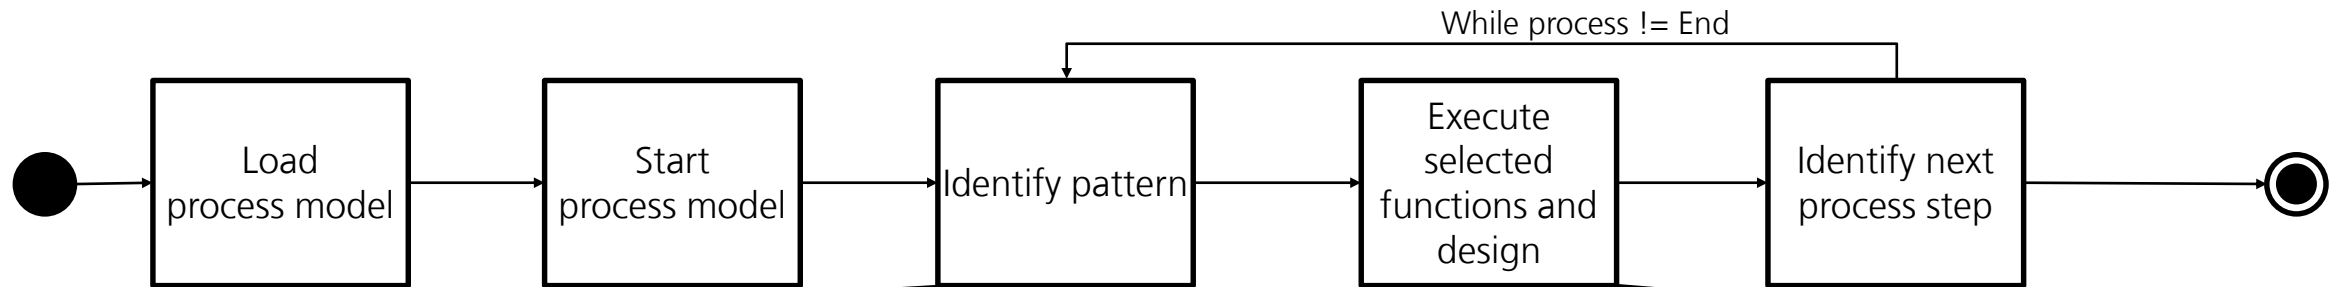 While process != End
Load
process model
Start
process model
Identify pattern
Execute
selected
functions and
design
Identify next
process step